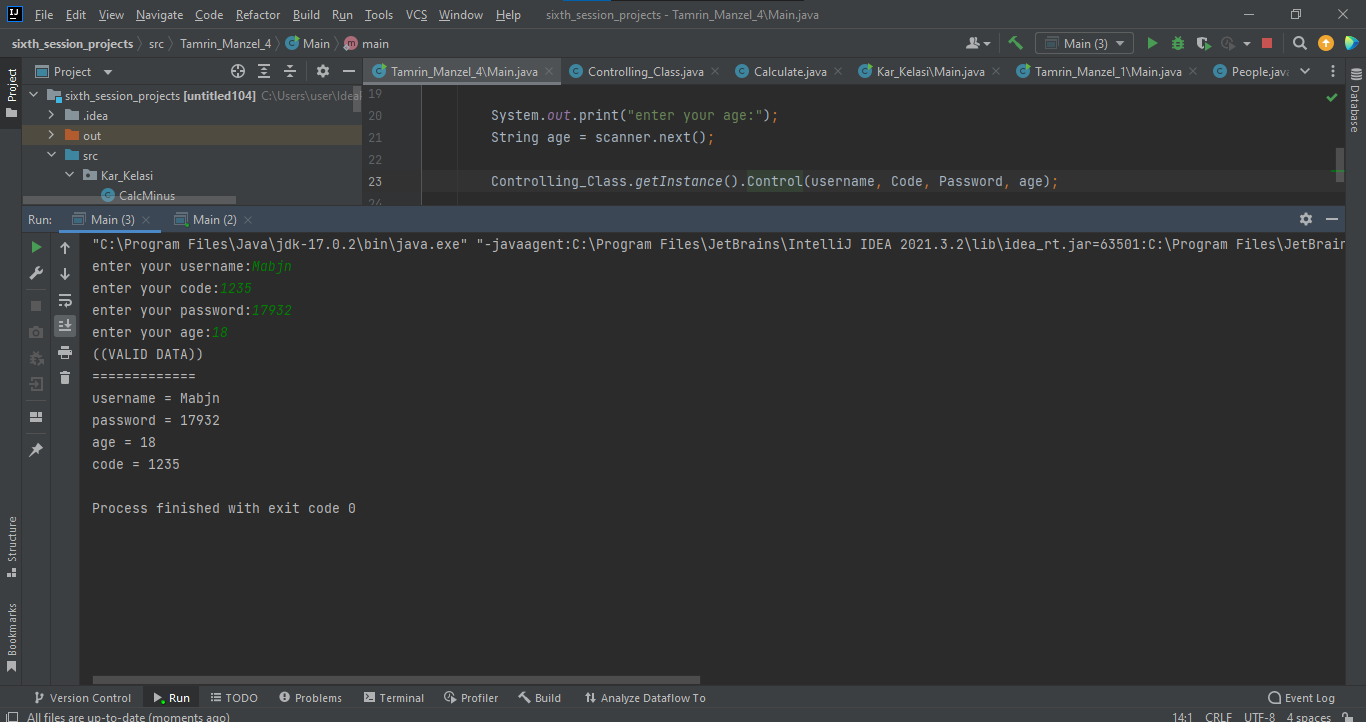 File Edit View Navigate Code Refactor Build Run Tools VCS Window Help sixth_session_projects - Tamrin_Manzel_4\Main.java
sixth_session_projects src Tamrin_Manzel_4 Main main Main (3)
Project Tamrin_Manzel_4\Main.java Controlling_Class.java Calculate.java Kar_Kelasi\Main.java Tamrin_Manzel_1\Main.java People.java
Project
sixth_session_projects [untitled104] C:\Users\user\Ideal
.idea
out
src
Kar_Kelasi
CalcMinus
19
20 System.out.print("enter your age:");
21 String age = scanner.next();
22
23 Controlling_Class.getInstance().Control(username, Code, Password, age);
24
Database
Run: Main (3) Main (2)
"C:\Program Files\Java\jdk-17.0.2\bin\java.exe" "-javaagent:C:\Program Files\JetBrains\IntelliJ IDEA 2021.3.2\lib\idea_rt.jar=63501:C:\Program Files\JetBrain
enter your username:Mabjn
enter your code:1235
enter your password:17932
enter your age:18
((VALID DATA))
=============
username = Mabjn
password = 17932
age = 18
code = 1235
Process finished with exit code 0
Structure
Bookmarks
Version Control Run TODO Problems Terminal Profiler Build Analyze Dataflow To Event Log
All files are up-to-date (moments ago) 14:1 CRLF UTF-8 4 spaces